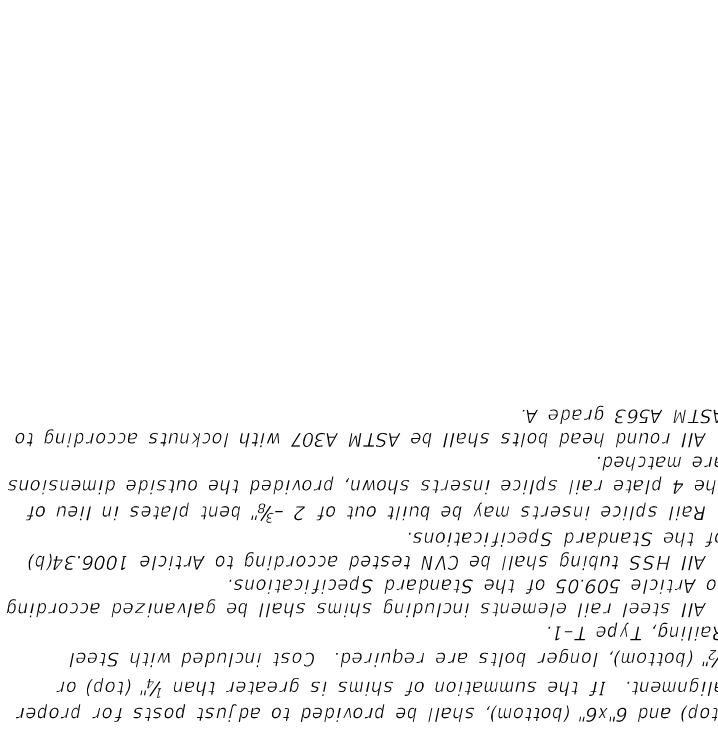 top) and 6"x6" (bottom), shall be provided to adjust posts for proper
alignment. If the summation of shims is greater than ¼" (top) or
½" (bottom), longer bolts are required. Cost included with Steel
Railing, Type T-1.
All steel rail elements including shims shall be galvanized according
o Article 509.05 of the Standard Specifications.
All HSS tubing shall be CVN tested according to Article 1006.34(b)
of the Standard Specifications.
Rail splice inserts may be built out of 2 -⅜" bent plates in lieu of
he 4 plate rail splice inserts shown, provided the outside dimensions
are matched.
All round head bolts shall be ASTM A307 with locknuts according to
ASTM A563 grade A.